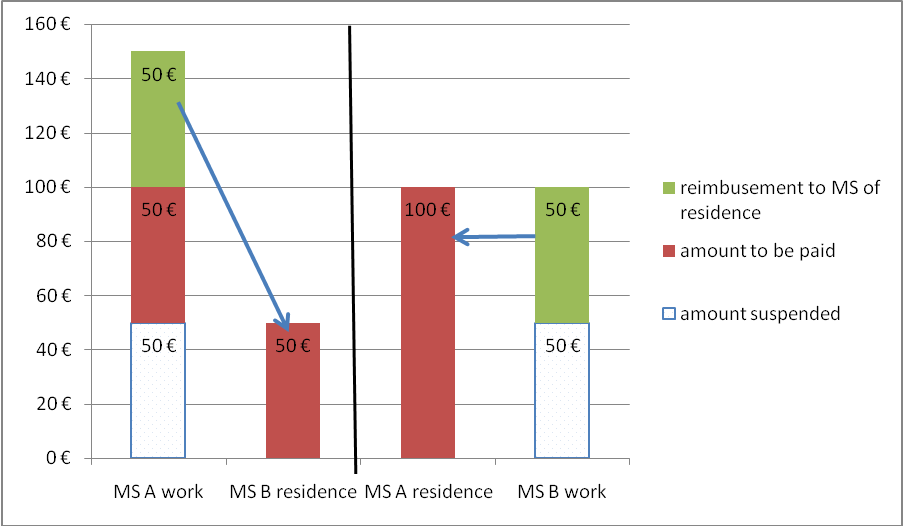 160 €
140 €
120 €
100 €
80 €
60 €
40 €
20 €
0 €
50 €
50 €
50 €
50 €
100 €
50 €
50 €
MS A work
MS B residence
MS A residence
MS B work
reimbusement to MS of
residence
amount to be paid
amount suspended